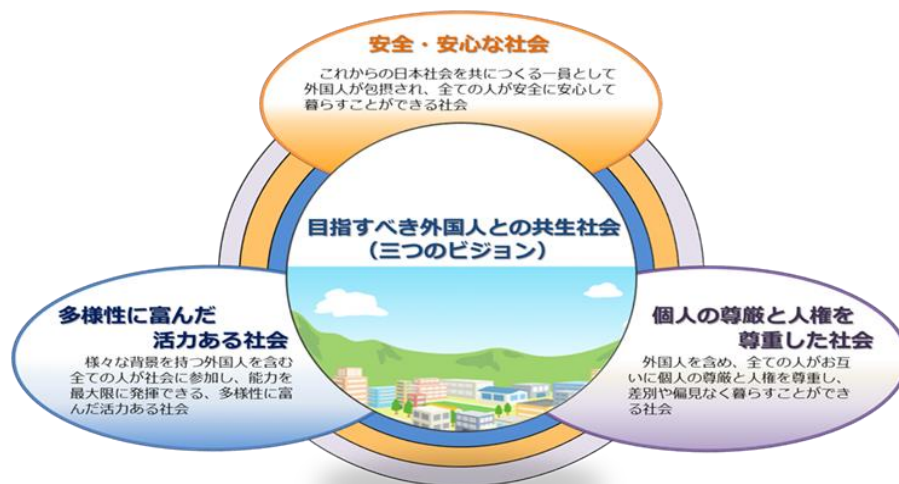 安全・安心な社会
これからの日本社会を共につくる一員として
外国人が包摂され、全ての人が安全に安心して
暮らすことができる社会
目指すべき外国人との共生社会
(三つのビジョン)
多様性に富んだ
活力ある社会
様々な背景を持つ外国人を含む
全ての人が社会に参加し、能力を
最大限に発揮できる、多様性に富
んだ活力ある社会
個人の尊厳と人権を
尊重した社会
外国人を含め、全ての人がお互
いに個人の尊厳と人権を尊重し、
差別や偏見なく暮らすことができ
る社会